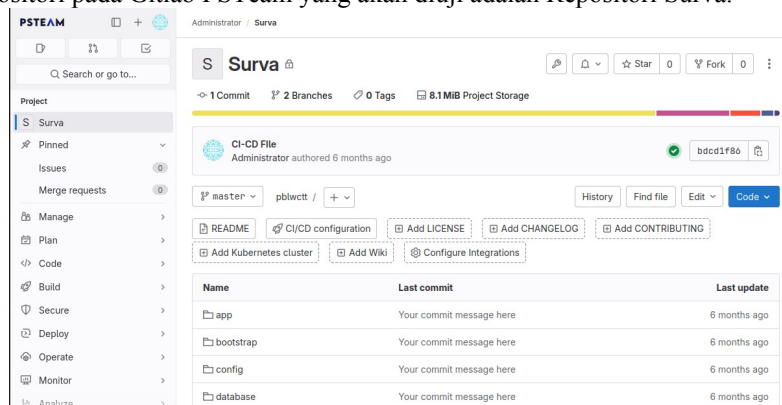 ositori pada Gitlab PSTeam yang akan diuji adalah Repositori Surva.
PSTEAM
Administrator / Surva
Search or go to...
S Surva
Star 0
Fork 0
1 Commit 2 Branches 0 Tags 8.1 MiB Project Storage
Project
S Surva
Pinned
Issues 0
Merge requests 0
Manage
Plan
Code
Build
Secure
Deploy
Operate
Monitor
Analyze
CI-CD FIle
Administrator authored 6 months ago
bdcd1f86
master pblwctt / +
History Find file Edit Code
README CI/CD configuration Add LICENSE Add CHANGELOG Add CONTRIBUTING
Add Kubernetes cluster Add Wiki Configure Integrations
Name Last commit Last update
app Your commit message here 6 months ago
bootstrap Your commit message here 6 months ago
config Your commit message here 6 months ago
database Your commit message here 6 months ago